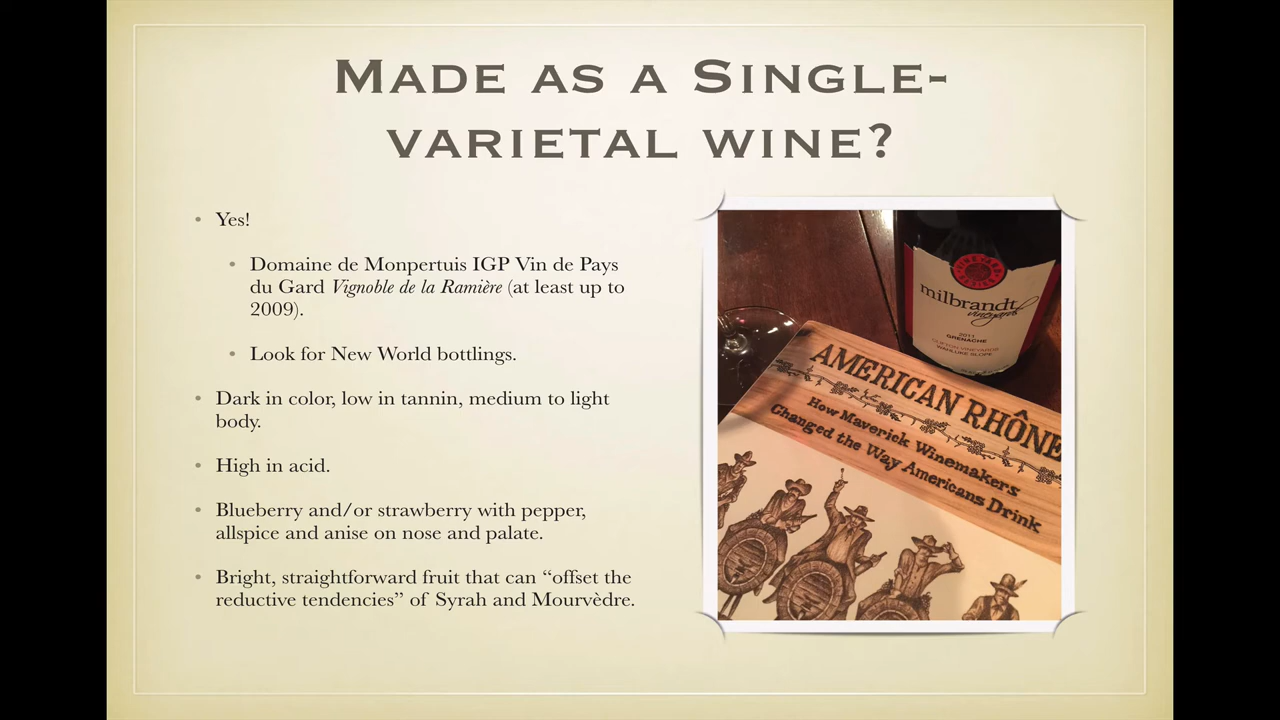 Made as a Single-
varietal wine?
• Yes!
• Domaine de Monpertuis IGP Vin de Pays
du Gard Vignoble de la Ramière (at least up to
2009).
• Look for New World bottlings.
• Dark in color, low in tannin, medium to light
body.
• High in acid.
• Blueberry and/or strawberry with pepper,
allspice and anise on nose and palate.
• Bright, straightforward fruit that can “offset the
reductive tendencies” of Syrah and Mourvèdre.
milbrandt
vineyards
2011
GRENACHE
CLIFTON VINEYARDS
WAHLUKE SLOPE
AMERICAN RHÔNE
How Maverick Winemakers
Changed the Way Americans Drink